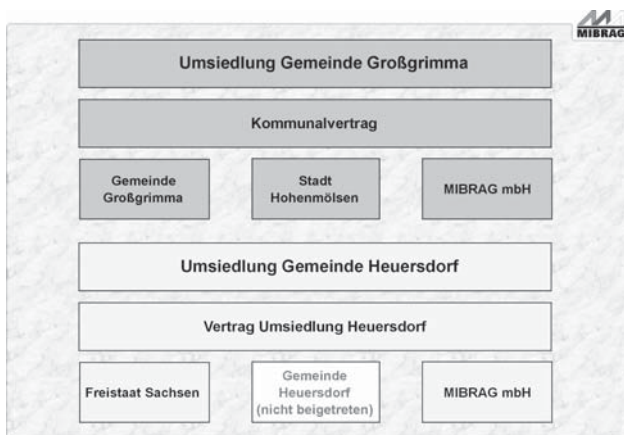 MIBRAG
Umsiedlung Gemeinde Großgrimma
Kommunalvertrag
Gemeinde
Großgrimma
Stadt
Hohenmölsen
MIBRAG mbH
Umsiedlung Gemeinde Heuersdorf
Vertrag Umsiedlung Heuersdorf
Freistaat Sachsen
Gemeinde
Heuersdorf
(nicht beigetreten)
MIBRAG mbH